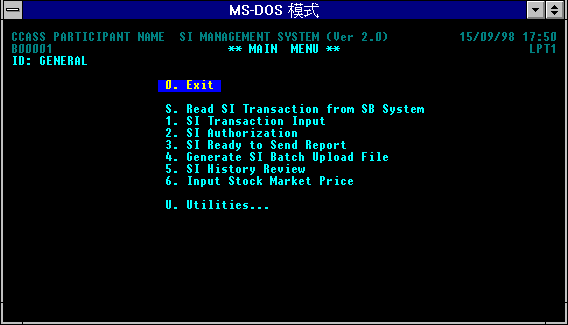 MS-DOS 模式
CCASS PARTICIPANT NAME  SI MANAGEMENT SYSTEM (Ver 2.0)  15/09/98 17:50
B00001  ** MAIN  MENU **  LPT1
ID: GENERAL
0. Exit
S. Read SI Transaction from SB System
1. SI Transaction Input
2. SI Authorization
3. SI Ready to Send Report
4. Generate SI Batch Upload File
5. SI History Review
6. Input Stock Market Price
U. Utilities...